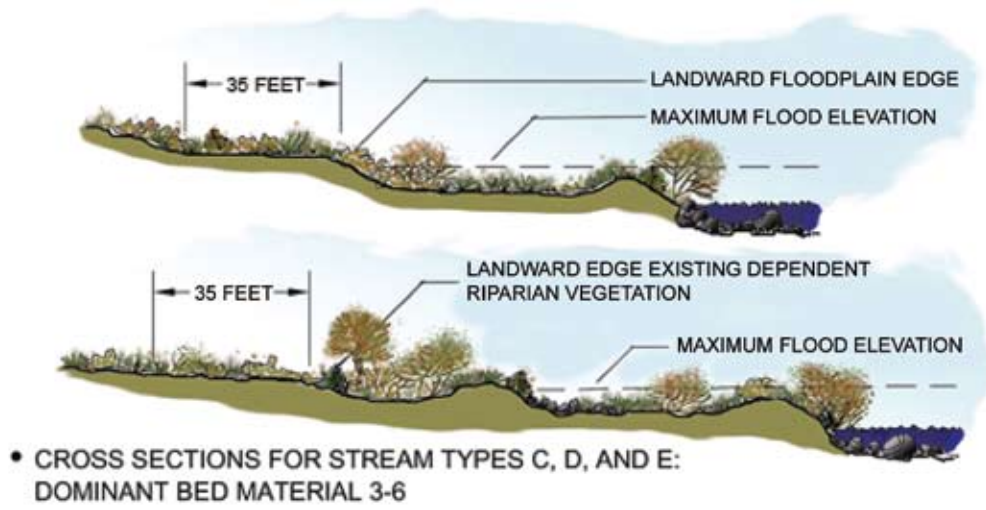 35 FEET
LANDWARD FLOODPLAIN EDGE
MAXIMUM FLOOD ELEVATION
LANDWARD EDGE EXISTING DEPENDENT
RIPARIAN VEGETATION
35 FEET
MAXIMUM FLOOD ELEVATION
• CROSS SECTIONS FOR STREAM TYPES C, D, AND E:
DOMINANT BED MATERIAL 3-6